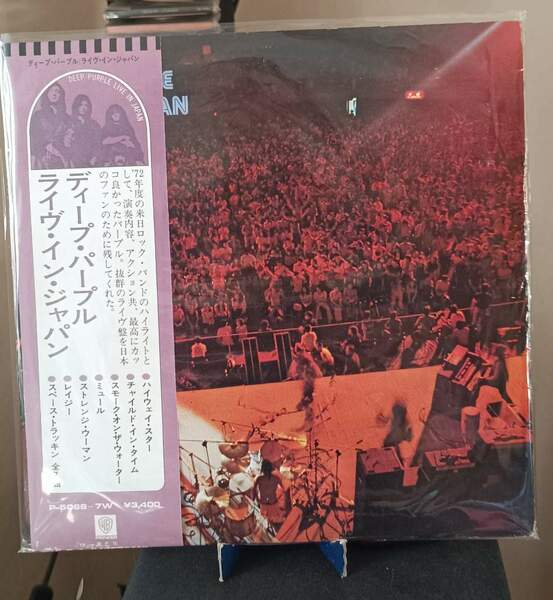 ディープ・パープル/ライヴ・イン・ジャパン
DEEP PURPLE LIVE IN JAPAN
ディープ・パープル
ライヴ・イン・ジャパン
'72年度の来日ロック・バンドのハイライトと
して、演奏内容、アクション共、最高にカッ
コ良かったパープル。抜群のライヴ盤を日本
のファンのために残してくれた。
●ハイウェイ・スター
●チャイルド・イン・タイム
●スモーク・オン・ザ・ウォーター
●ミュール
●ストレンジ・ウーマン
●レイジー
●スペース・トラッキン
P-5066~7W ¥3,400
E
AN